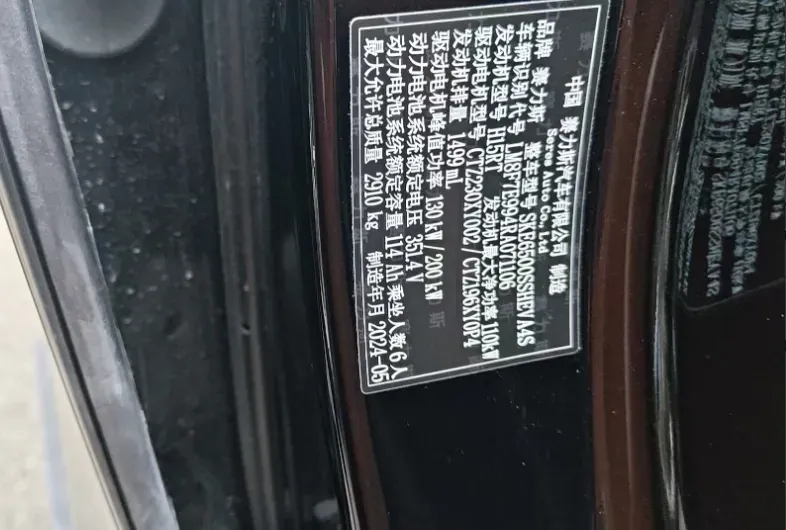 中国 赛力斯汽车有限公司 制造
Seres Auto Co., Ltd
品牌 赛力斯 整车型号 SKE6500SSHEVA4S
车辆识别代号 LM8F7E994RA071106
发动机型号 H15RT 发动机最大净功率 110kW
驱动电机型号 CTZ230XY002/CTZ196XY0P4
发动机排量 1499 mL
驱动电机峰值功率 130 kW/200 kW
动力电池系统额定电压 351.4 V
动力电池系统额定容量 114 Ah 乘坐人数 6人
最大允许总质量 2910 kg 制造年月 2024-05